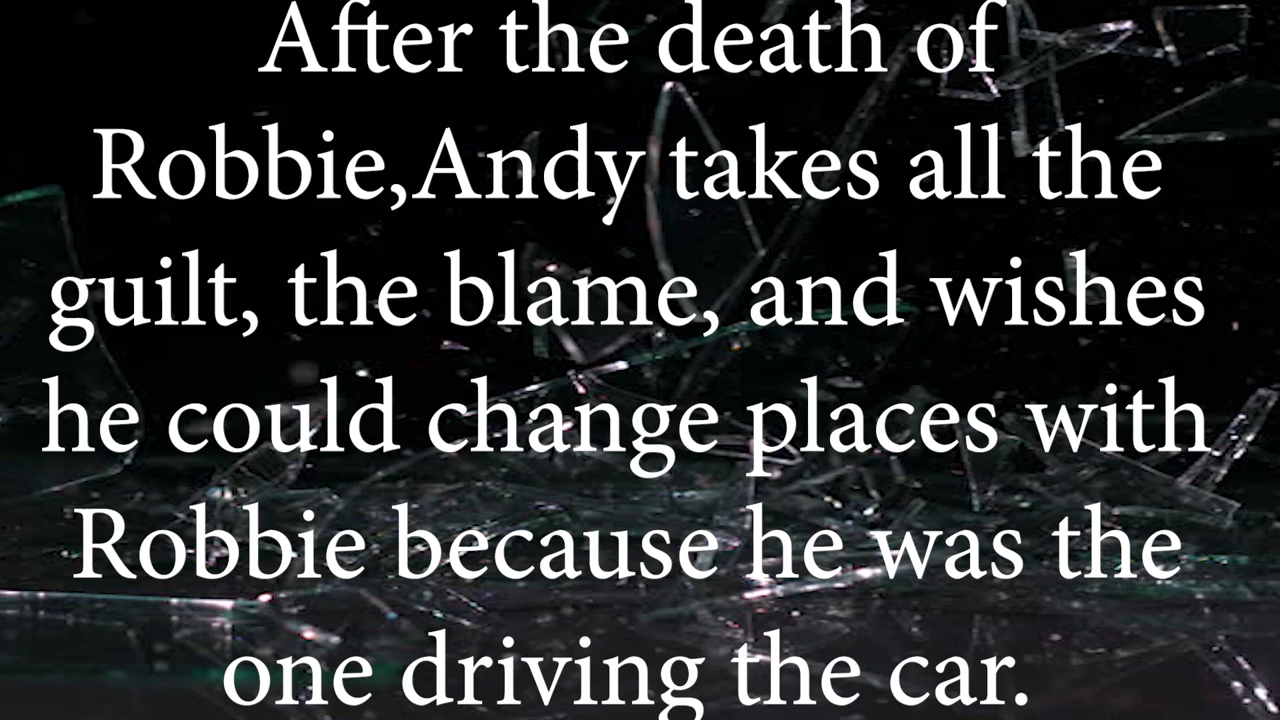 After the death of
Robbie,Andy takes all the
guilt, the blame, and wishes
he could change places with
Robbie because he was the
one driving the car.